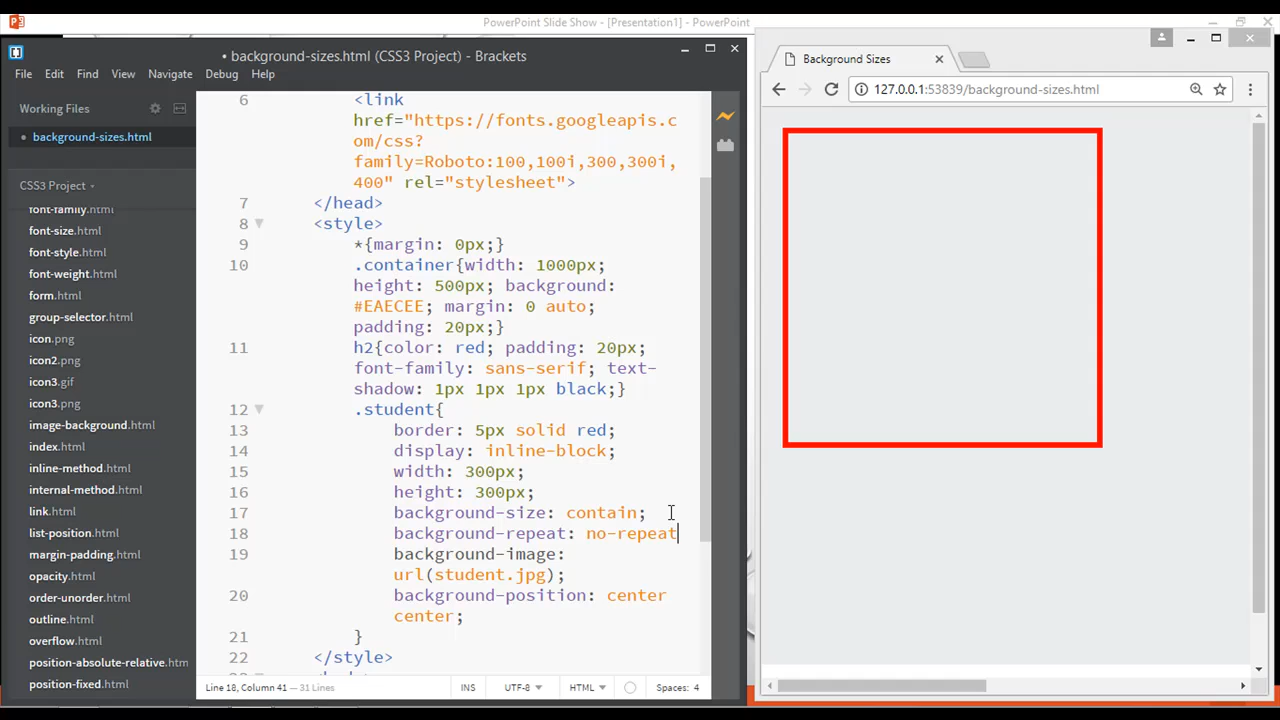 PowerPoint Slide Show - [Presentation1] - PowerPoint
• background-sizes.html (CSS3 Project) - Brackets
File Edit Find View Navigate Debug Help
Working Files
• background-sizes.html
CSS3 Project
font-family.html
font-size.html
font-style.html
font-weight.html
form.html
group-selector.html
icon.png
icon2.png
icon3.gif
icon3.png
image-background.html
index.html
inline-method.html
internal-method.html
link.html
list-position.html
margin-padding.html
opacity.html
order-unorder.html
outline.html
overflow.html
position-absolute-relative.htm
position-fixed.html
6 <link
href="https://fonts.googleapis.c
om/css?
family=Roboto:100,100i,300,300i,
400" rel="stylesheet">
7 </head>
8 <style>
9 *{margin: 0px;}
10 .container{width: 1000px;
height: 500px; background:
#EAECEE; margin: 0 auto;
padding: 20px;}
11 h2{color: red; padding: 20px;
font-family: sans-serif; text-
shadow: 1px 1px 1px black;}
12 .student{
13 border: 5px solid red;
14 display: inline-block;
15 width: 300px;
16 height: 300px;
17 background-size: contain;
18 background-repeat: no-repeat
19 background-image:
url(student.jpg);
20 background-position: center
center;
21 }
22 </style>
Line 18, Column 41 — 31 Lines
INS UTF-8 HTML Spaces: 4
Background Sizes
127.0.0.1:53839/background-sizes.html